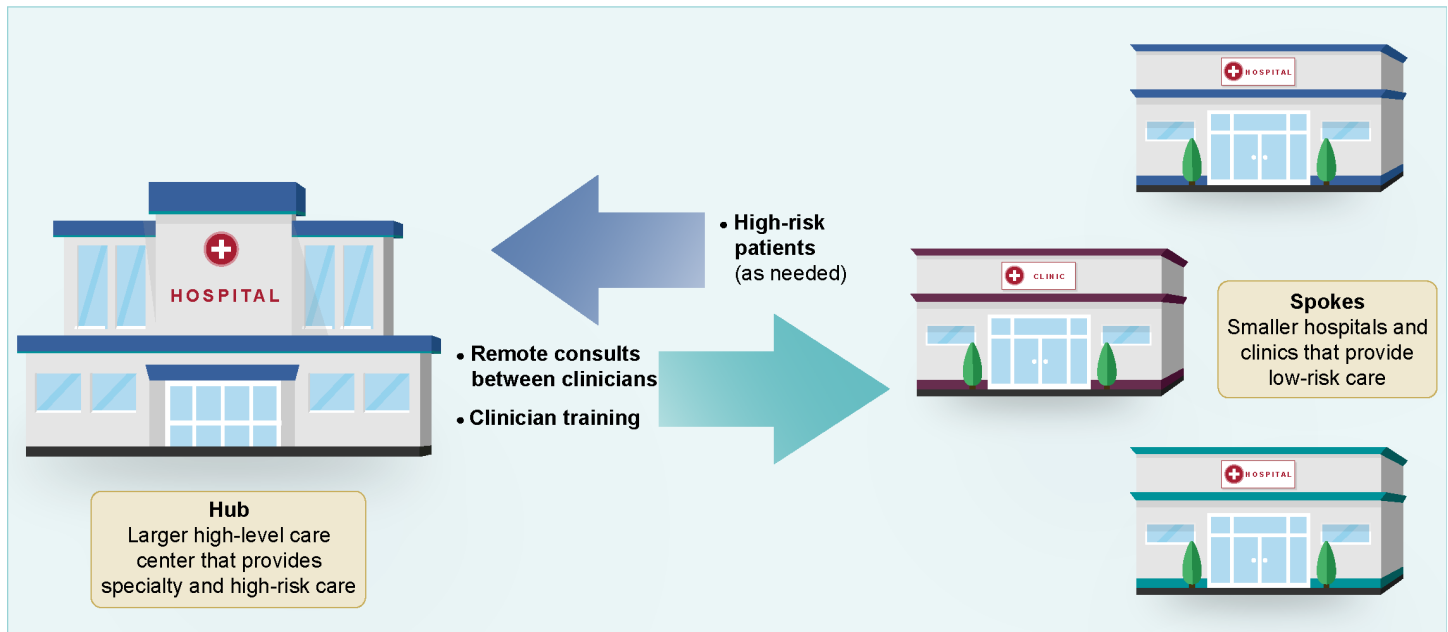 HOSPITAL
• High-risk
patients
(as needed)
• Remote consults
between clinicians
• Clinician training
Hub
Larger high-level care
center that provides
specialty and high-risk care
HOSPITAL
CLINIC
Spokes
Smaller hospitals and
clinics that provide
low-risk care
HOSPITAL